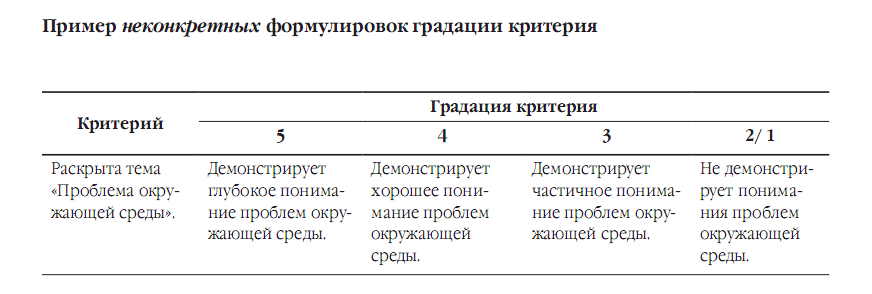 Пример неконкретных формулировок градации критерия
Критерий
Градация критерия
5 4 3 2/ 1
Раскрыта тема
«Проблема окру-
жающей среды».
Демонстрирует
глубокое понима-
ние проблем окру-
жающей среды.
Демонстрирует
хорошее пони-
мание проблем
окружающей
среды.
Демонстрирует
частичное понима-
ние проблем окру-
жающей среды.
Не демонстри-
рует понима-
ния проблем
окружающей
среды.